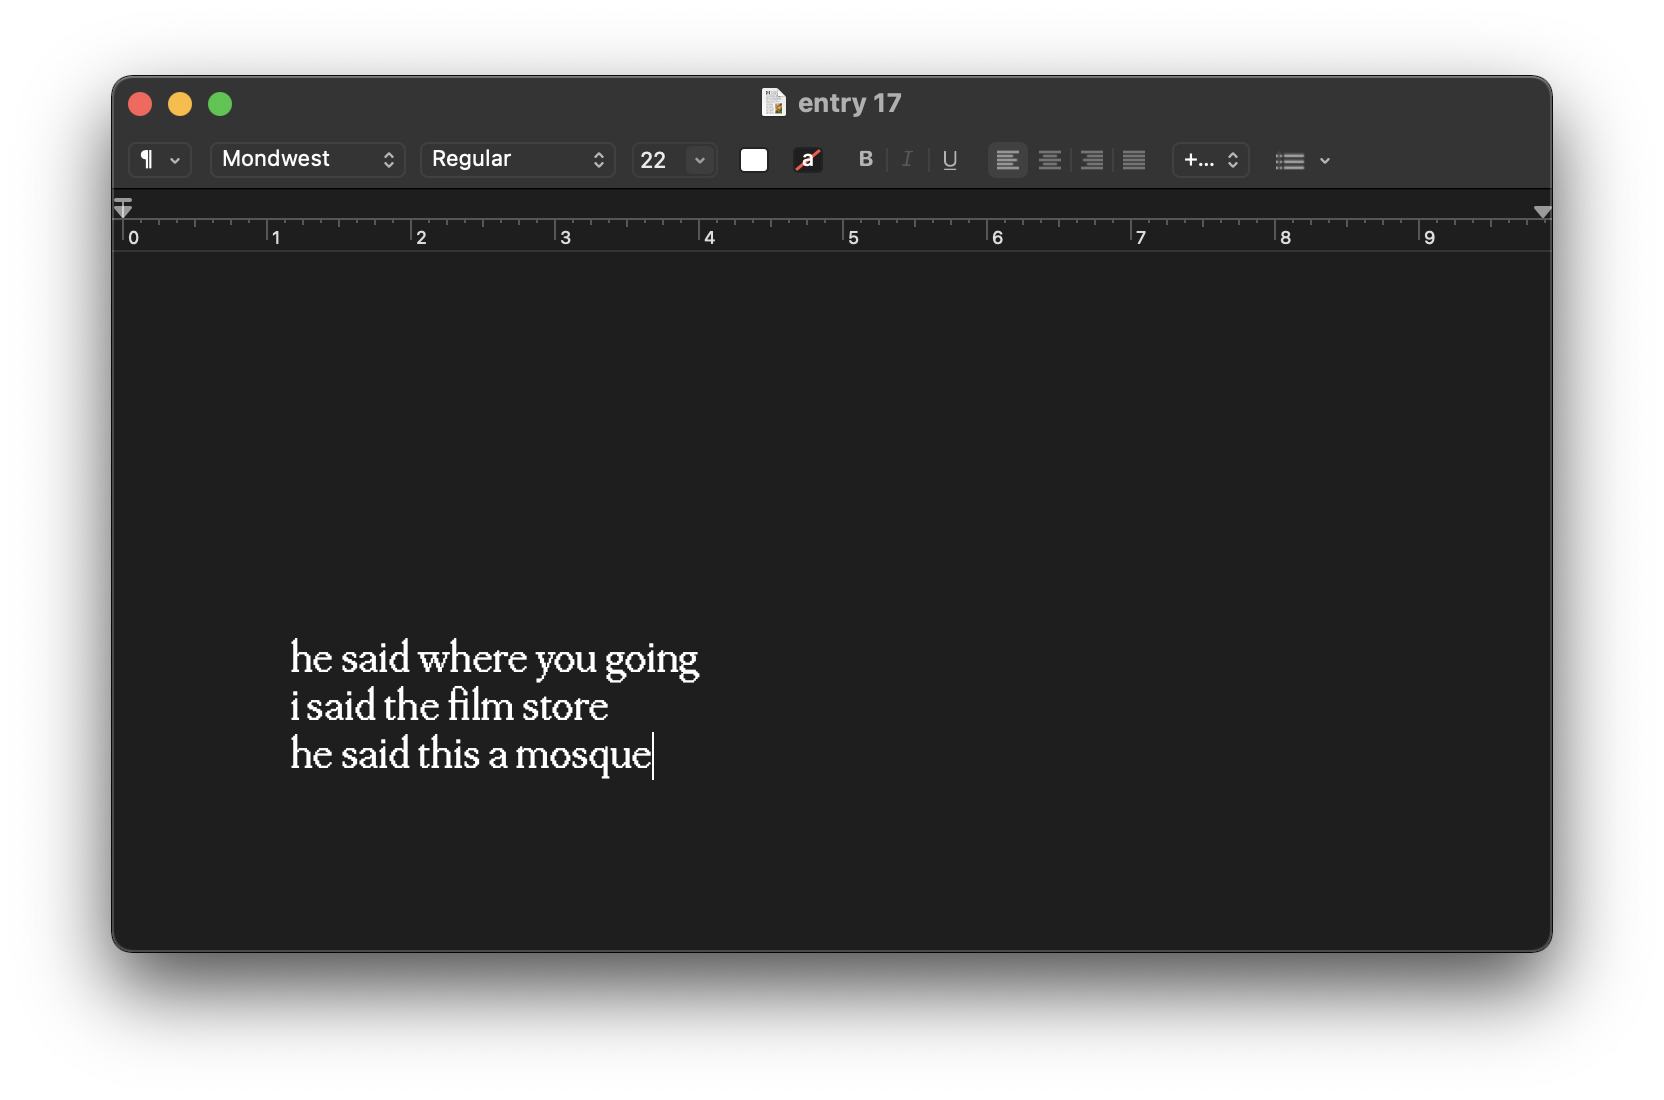 entry 17
¶ Mondwest Regular 22 a B I U +...
0 1 2 3 4 5 6 7 8 9
he said where you going
i said the film store
he said this a mosque